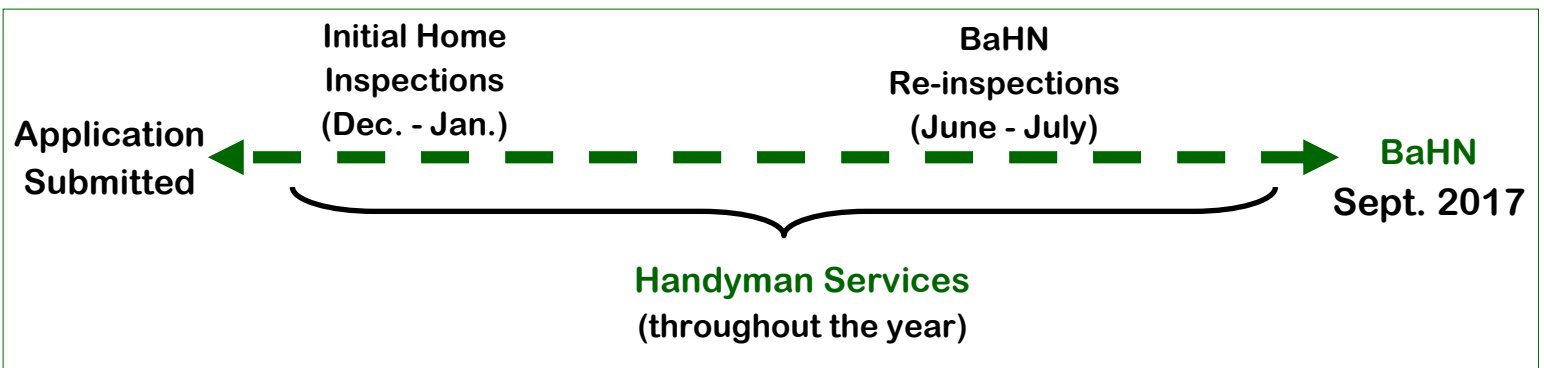 Application
Submitted
Initial Home
Inspections
(Dec. - Jan.)
BaHN
Re-inspections
(June - July)
BaHN
Sept. 2017
Handyman Services
(throughout the year)